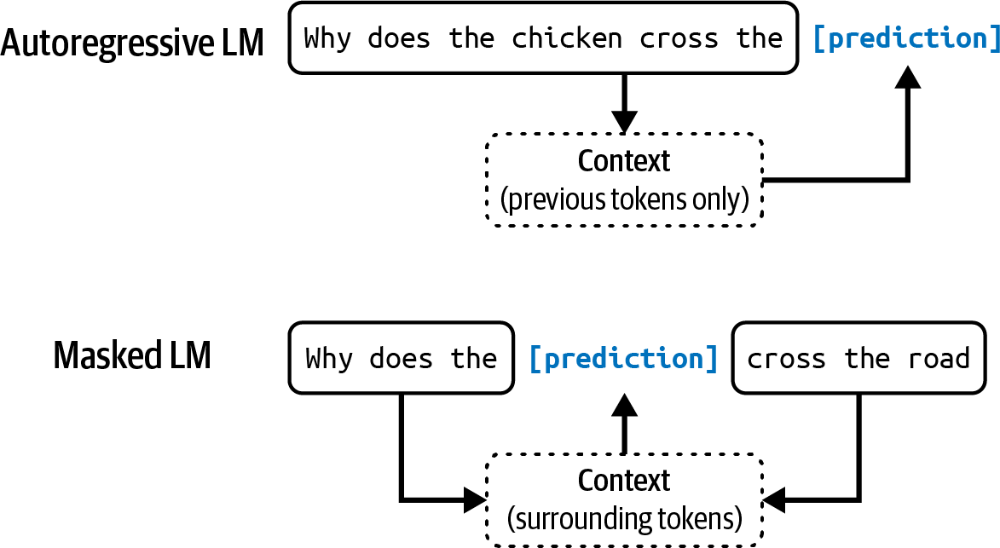 Autoregressive LM
Why does the chicken cross the [prediction]
Context
(previous tokens only)
Masked LM
Why does the [prediction] cross the road
Context
(surrounding tokens)